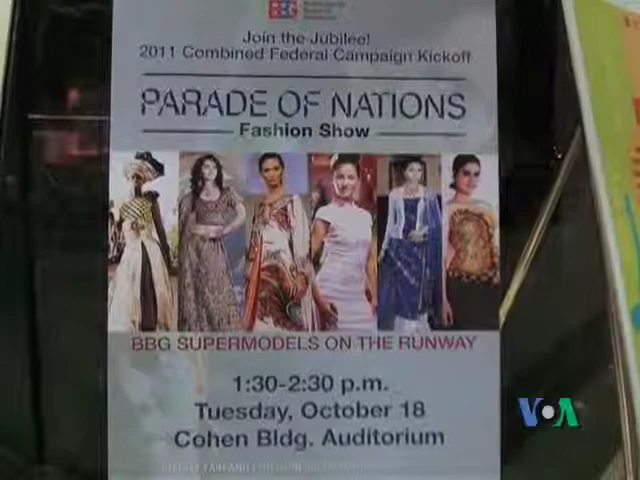 BBG
Join the Jubilee!
2011 Combined Federal Campaign Kickoff
PARADE OF NATIONS
Fashion Show
BBG SUPERMODELS ON THE RUNWAY
1:30-2:30 p.m.
Tuesday, October 18
Cohen Bldg. Auditorium
VOA